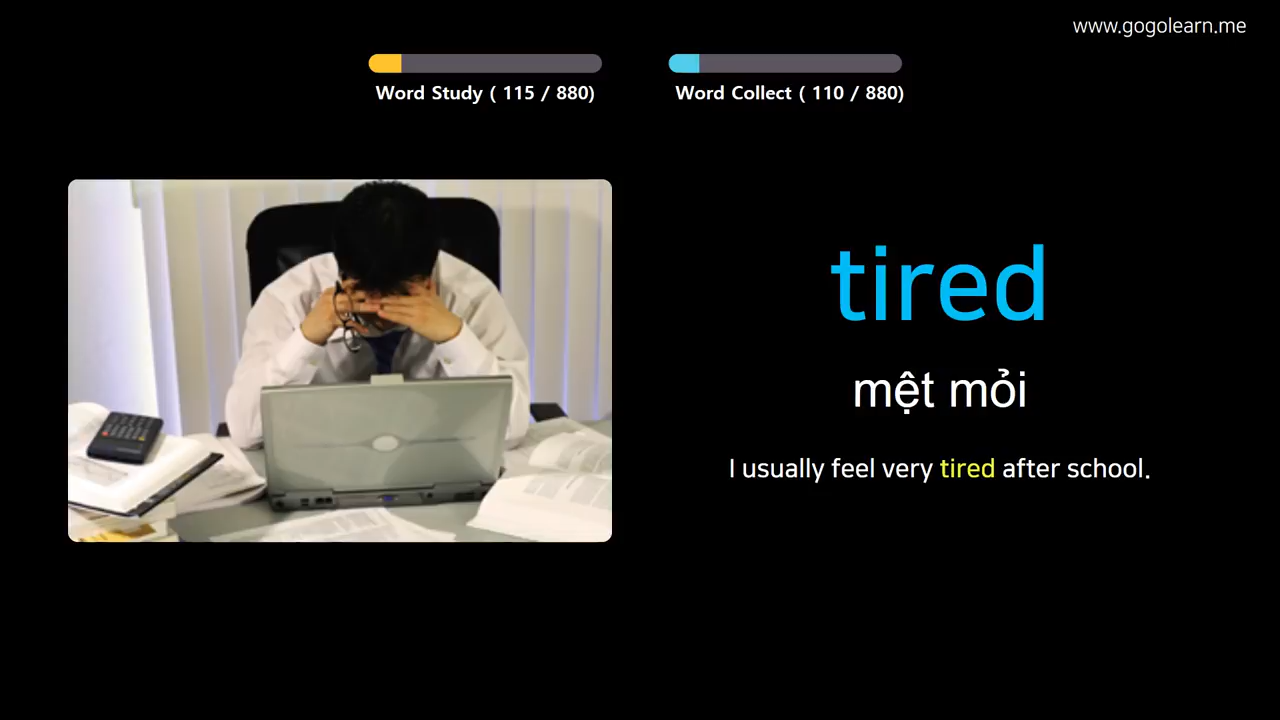 www.gogolearn.me
Word Study ( 115 / 880)
Word Collect ( 110 / 880)
tired
mệt mỏi
I usually feel very tired after school.